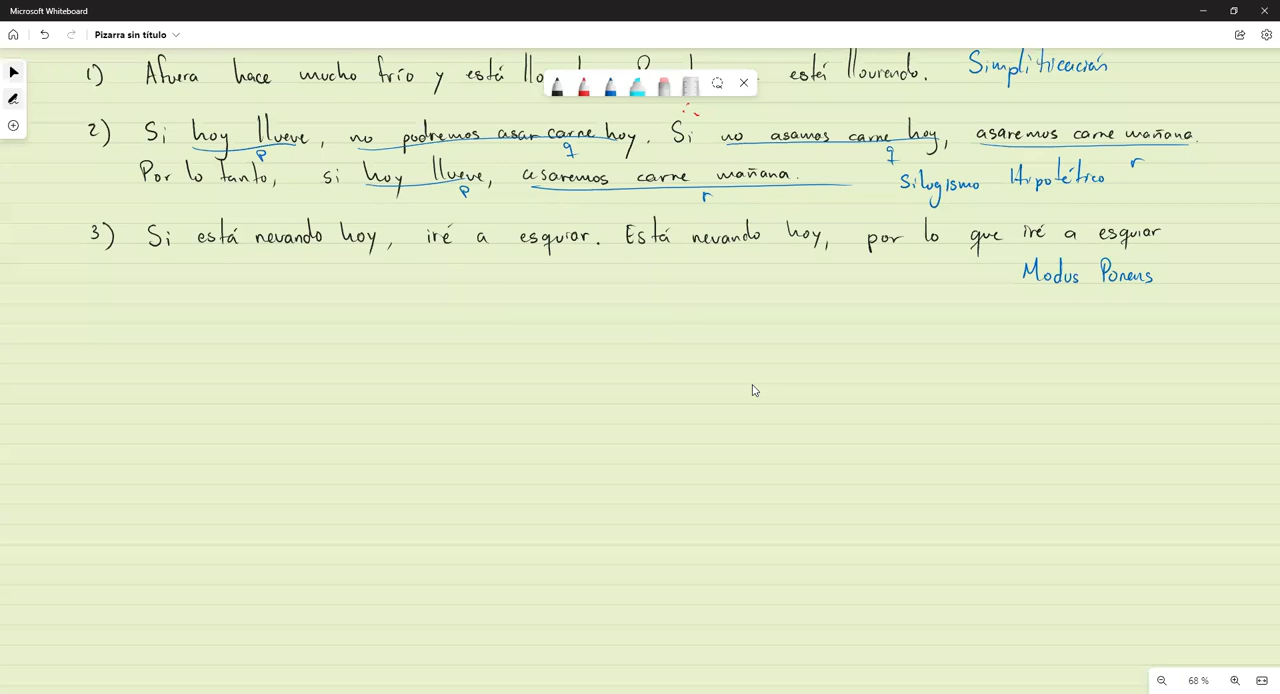 Microsoft Whiteboard
Pizarra sin título
1) Afuera hace mucho frío y está está llourendo. Simplificación
2) Si hoy llueve, no podremos asar carne hoy. Si no asamos carne hoy, asaremos carne mañana.
p q q r
Por lo tanto, si hoy llueve, asaremos carne mañana. Silogismo Hipotético
p r
3) Si está nevando hoy, iré a esquiar. Está nevando hoy, por lo que iré a esquiar
Modus Ponens
68 %